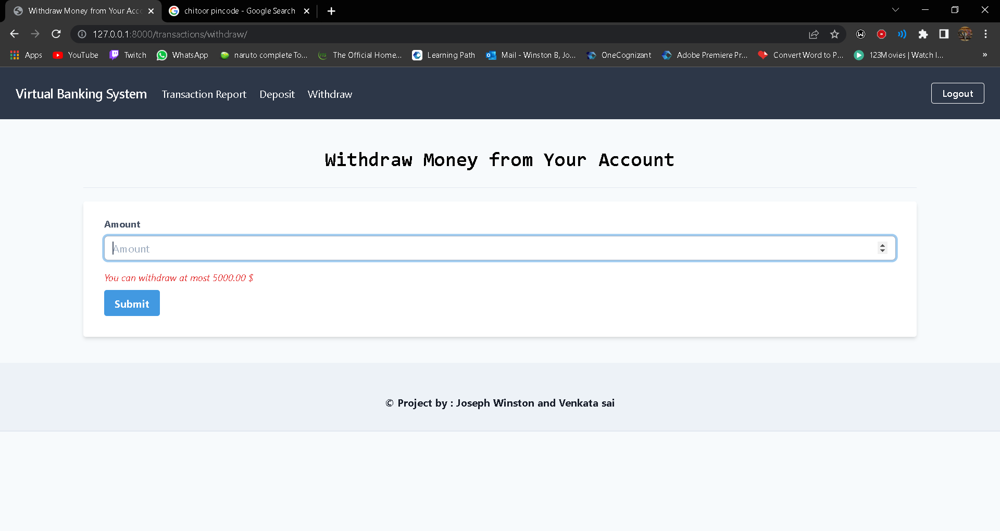 Withdraw Money from Your Acc
chitoor pincode - Google Search
127.0.0.1:8000/transactions/withdraw/
Apps YouTube Twitch WhatsApp naruto complete To... The Official Home... Learning Path Mail - Winston B, Jo... OneCognizant Adobe Premiere Pr... Convert Word to P... 123Movies | Watch I... »
Virtual Banking System Transaction Report Deposit Withdraw Logout
Withdraw Money from Your Account
Amount
Amount
You can withdraw at most 5000.00 $
Submit
© Project by : Joseph Winston and Venkata sai